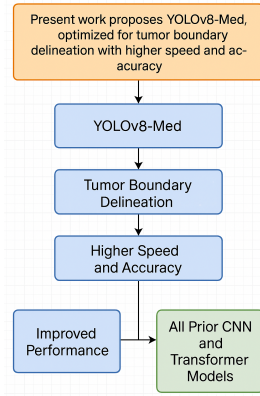 Present work proposes YOLOv8-Med,
optimized for tumor boundary
delineation with higher speed and ac-
accuracy
YOLOv8-Med
Tumor Boundary
Delineation
Higher Speed
and Accuracy
Improved
Performance
All Prior CNN
and
Transformer
Models